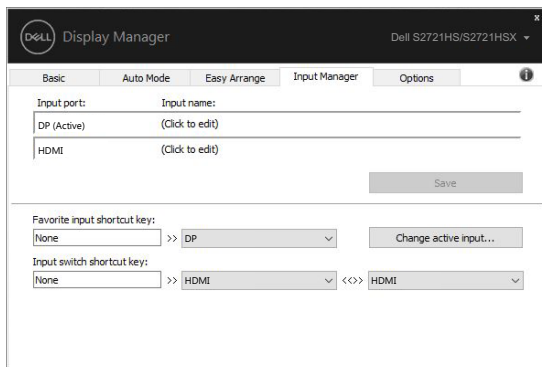 x
DELL Display Manager Dell S2721HS/S2721HSX
Basic Auto Mode Easy Arrange Input Manager Options
Input port: Input name:
DP (Active) (Click to edit)
HDMI (Click to edit)
Save
Favorite input shortcut key:
None >> DP Change active input...
Input switch shortcut key:
None >> HDMI <<>> HDMI